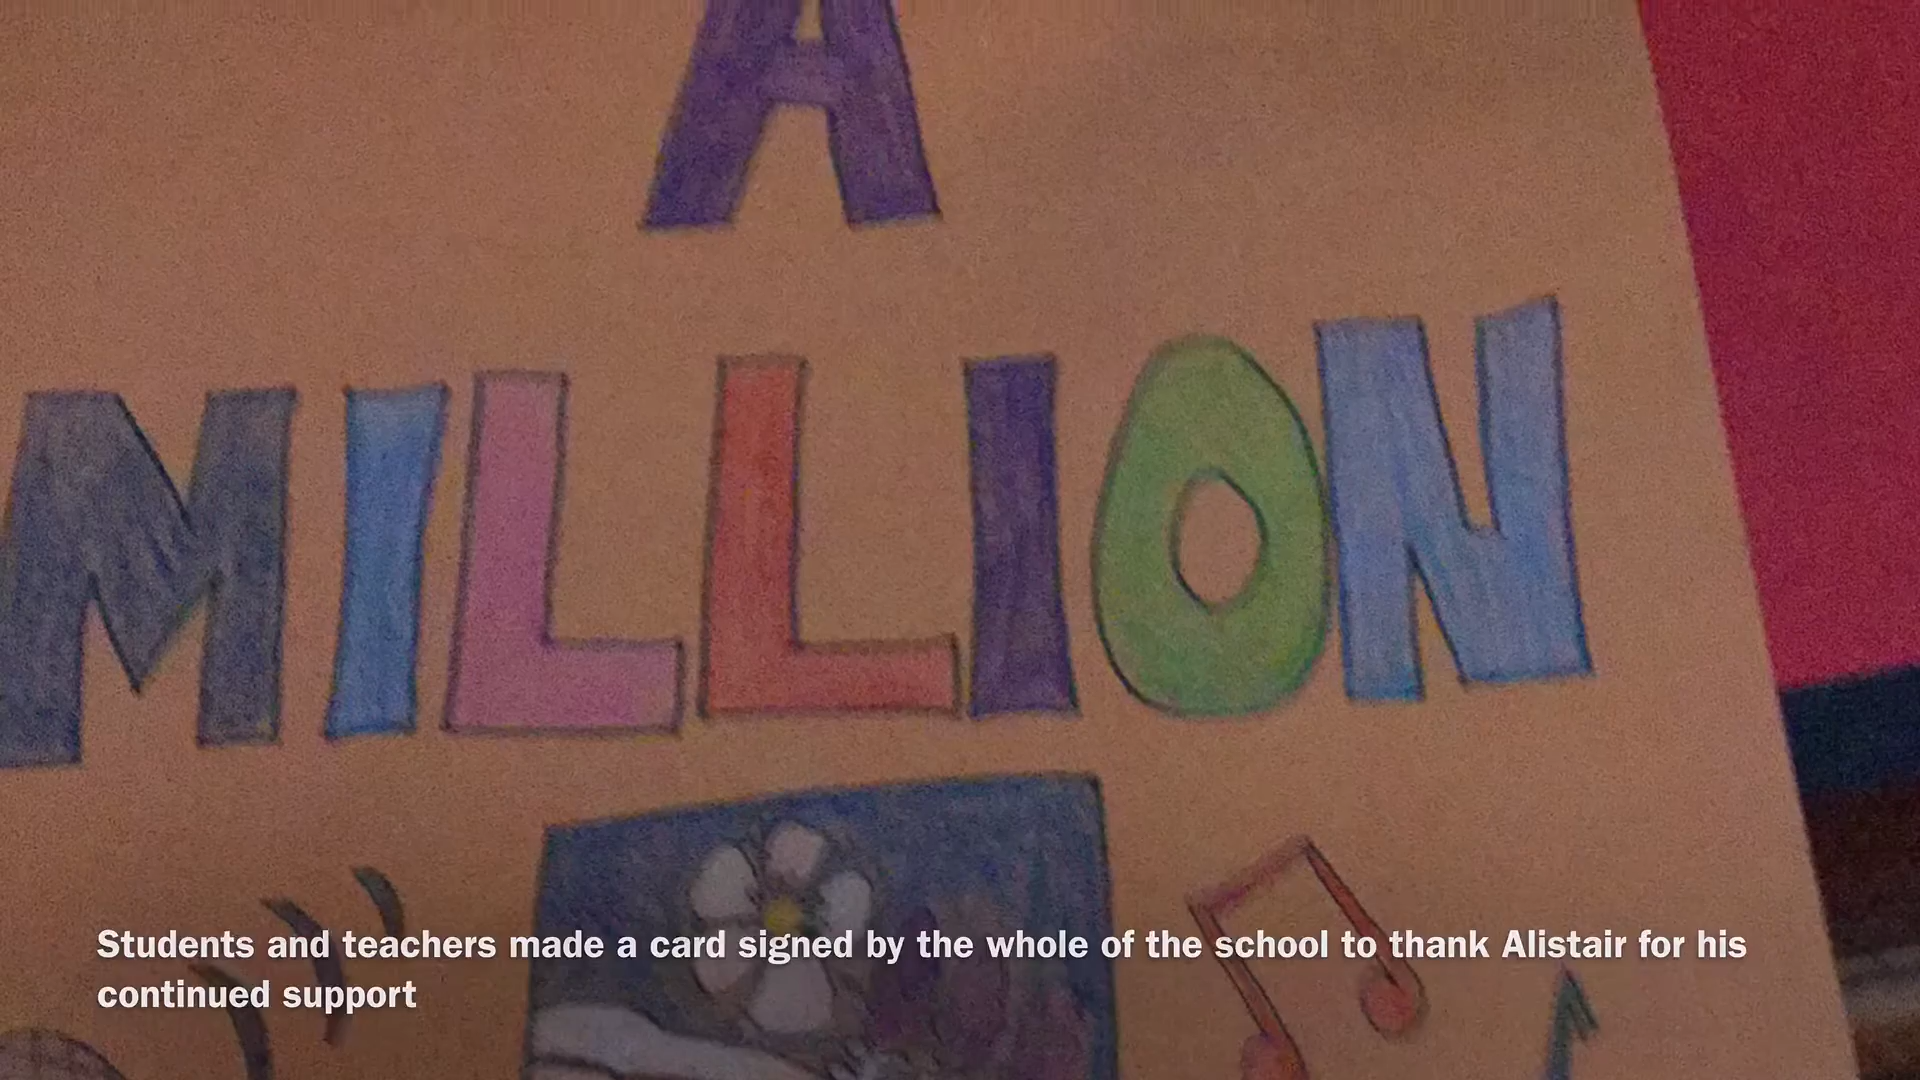 A
MILLION
Students and teachers made a card signed by the whole of the school to thank Alistair for his
continued support